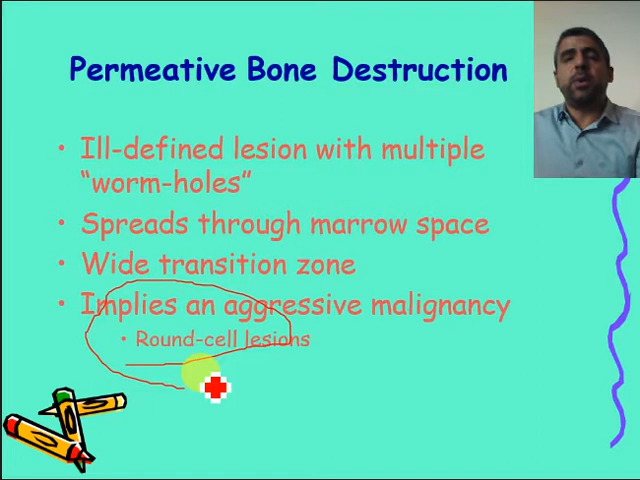 Permeative Bone Destruction
• Ill-defined lesion with multiple
“worm-holes”
• Spreads through marrow space
• Wide transition zone
• Implies an aggressive malignancy
• Round-cell lesions